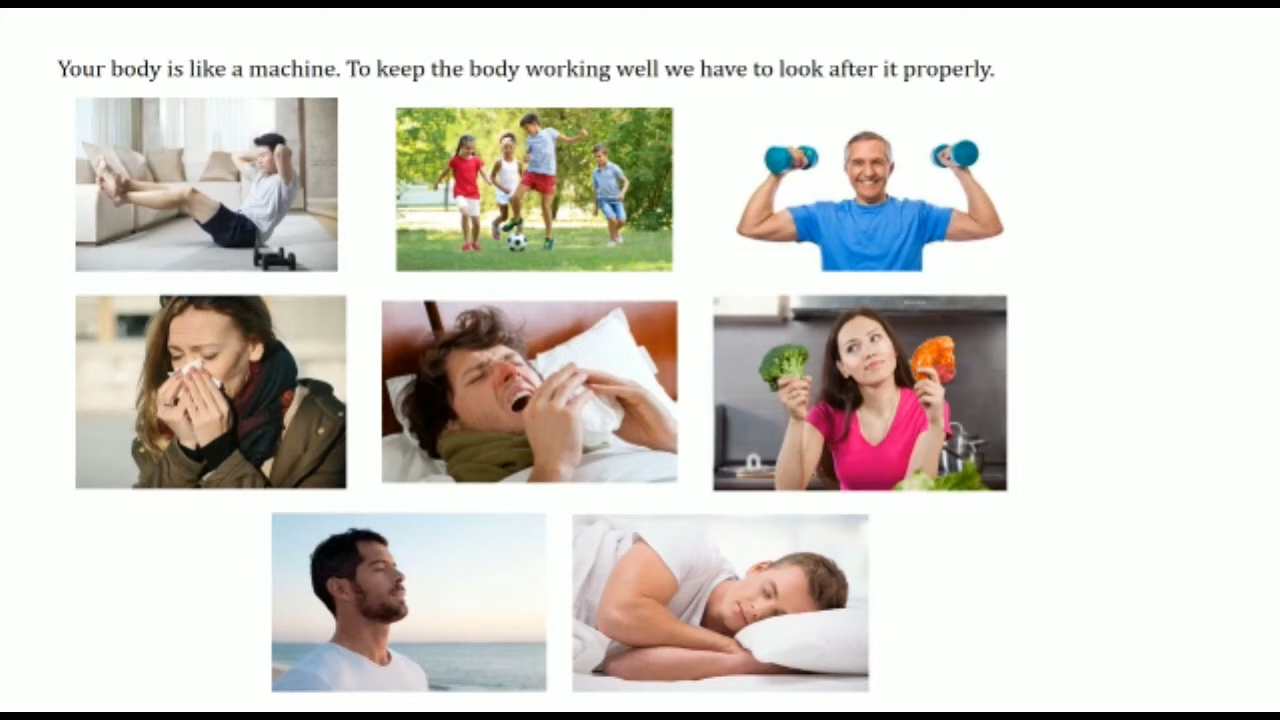 Your body is like a machine. To keep the body working well we have to look after it properly.